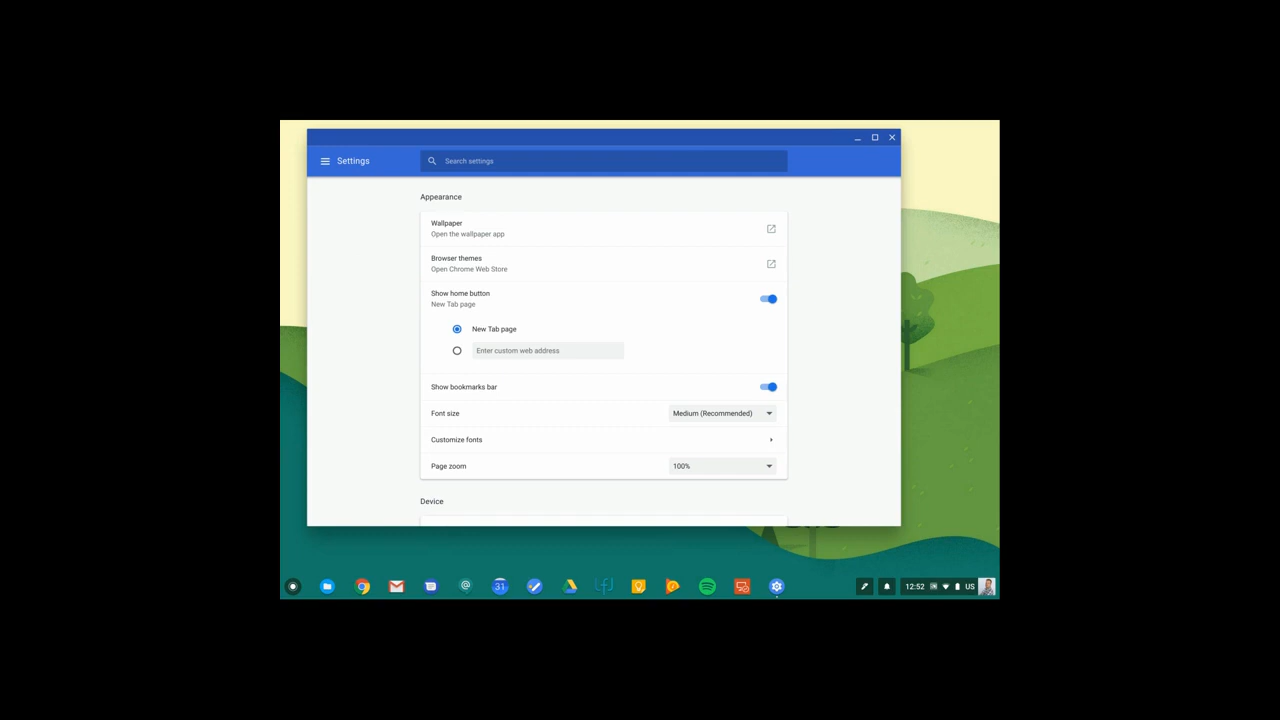 Settings
Search settings
Appearance
Wallpaper
Open the wallpaper app
Browser themes
Open Chrome Web Store
Show home button
New Tab page
New Tab page
Enter custom web address
Show bookmarks bar
Font size
Medium (Recommended)
Customize fonts
Page zoom
100%
Device
31
12:52
US